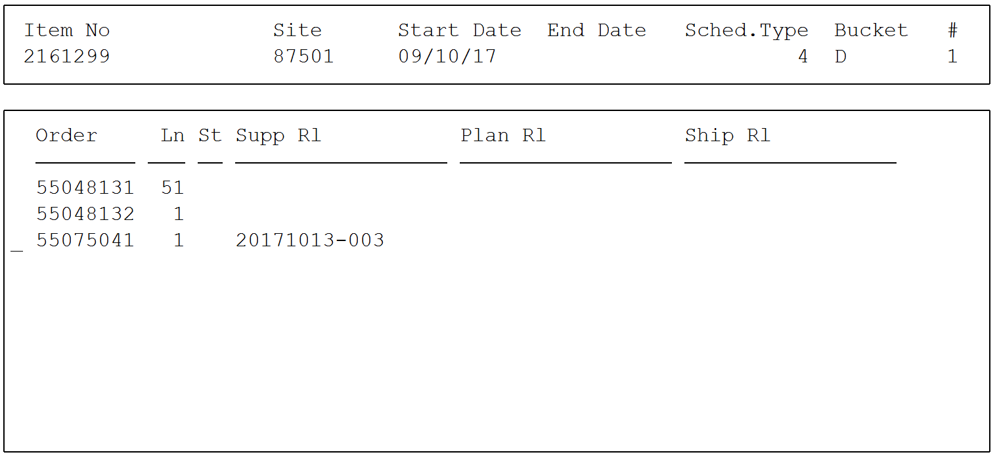 Item No Site Start Date End Date Sched.Type Bucket #
2161299 87501 09/10/17 4 D 1
Order Ln St Supp Rl Plan Rl Ship Rl
55048131 51
55048132 1
_ 55075041 1 20171013-003